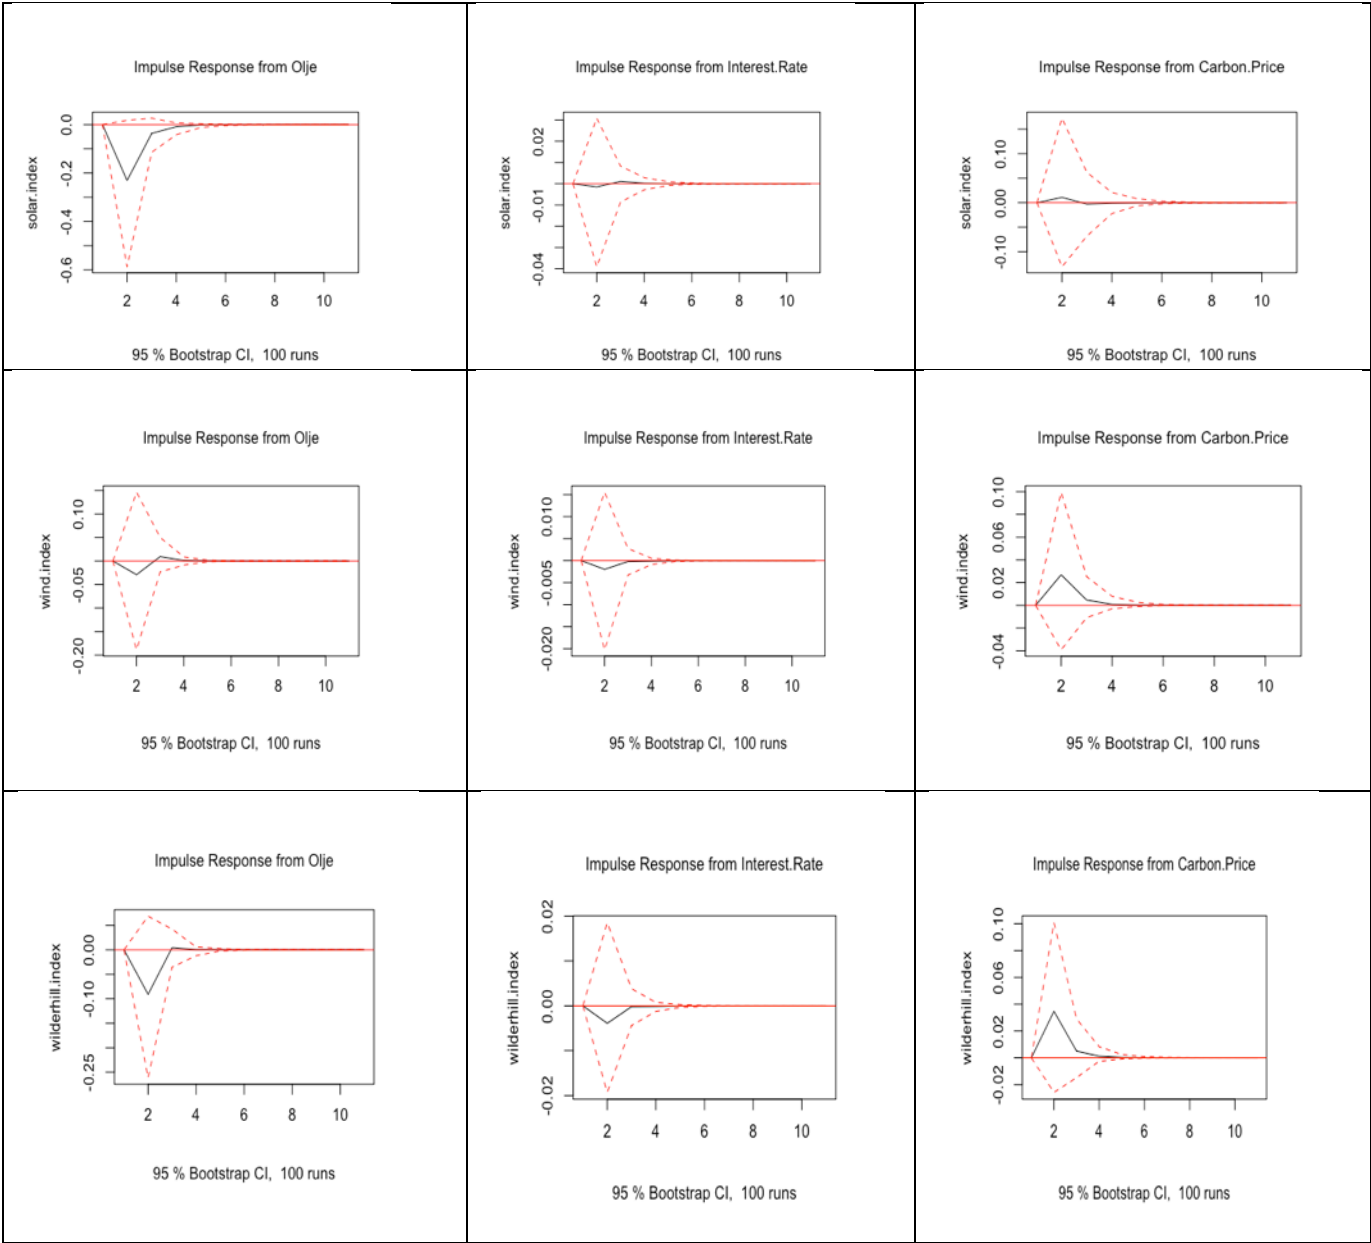 Impulse Response from Olje
solar.index
0.0
-0.2
-0.4
-0.6
2 4 6 8 10
95 % Bootstrap CI, 100 runs
Impulse Response from Interest.Rate
solar.index
0.02
-0.01
-0.04
2 4 6 8 10
95 % Bootstrap CI, 100 runs
Impulse Response from Carbon.Price
solar.index
0.10
0.00
-0.10
2 4 6 8 10
95 % Bootstrap CI, 100 runs
Impulse Response from Olje
wind.index
0.10
-0.05
-0.20
2 4 6 8 10
95 % Bootstrap CI, 100 runs
Impulse Response from Interest.Rate
wind.index
0.010
-0.005
-0.020
2 4 6 8 10
95 % Bootstrap CI, 100 runs
Impulse Response from Carbon.Price
wind.index
0.10
0.06
0.02
-0.04
2 4 6 8 10
95 % Bootstrap CI, 100 runs
Impulse Response from Olje
wilderhill.index
0.00
-0.10
-0.25
2 4 6 8 10
95 % Bootstrap CI, 100 runs
Impulse Response from Interest.Rate
wilderhill.index
0.02
0.00
-0.02
2 4 6 8 10
95 % Bootstrap CI, 100 runs
Impulse Response from Carbon.Price
wilderhill.index
0.10
0.06
0.02
-0.02
2 4 6 8 10
95 % Bootstrap CI, 100 runs